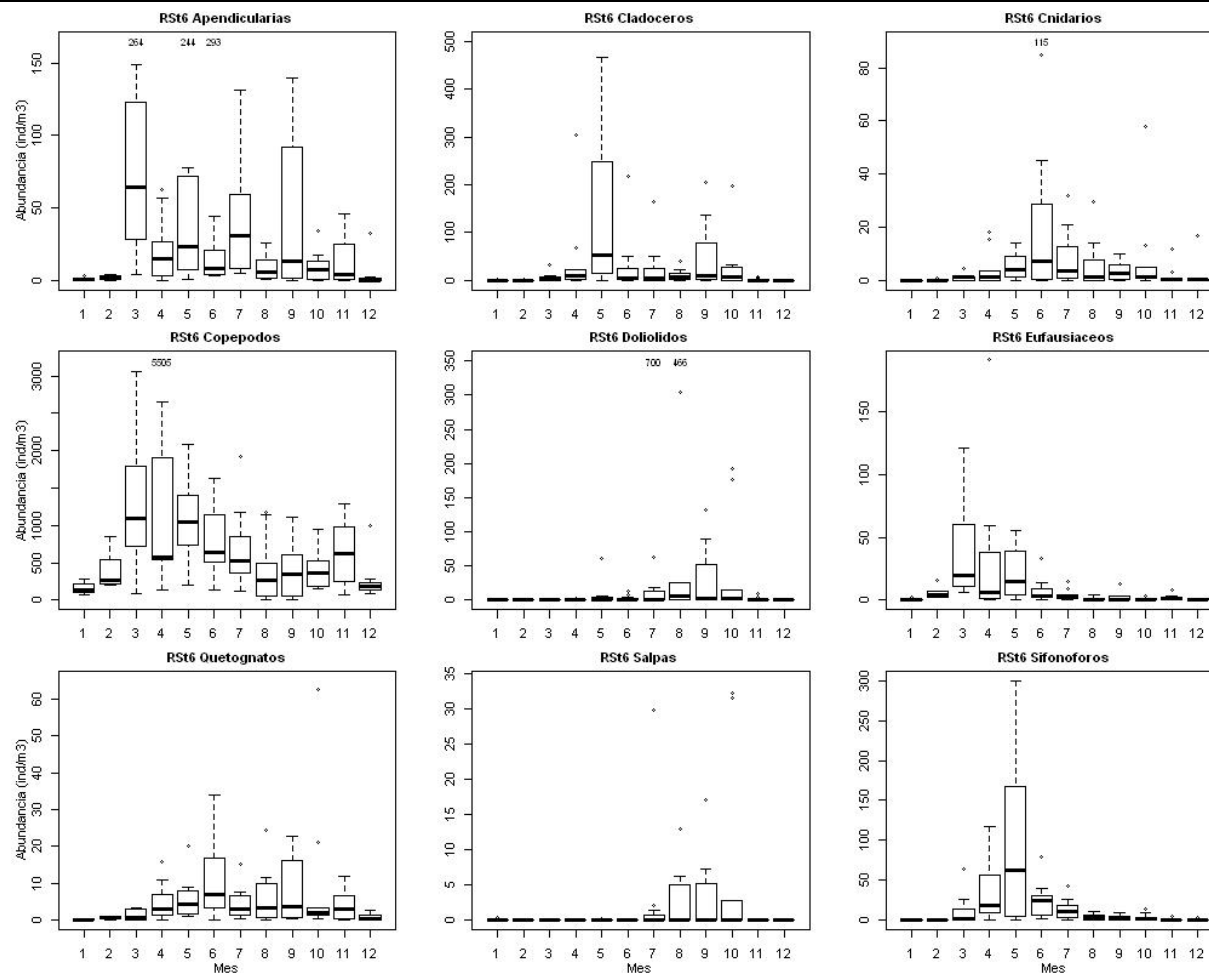 RSt6 Apendicularias
264 244 293
Abundancia (ind/m3)
150
100
50
0
1 2 3 4 5 6 7 8 9 10 11 12
RSt6 Cladoceros
500
400
300
200
100
0
1 2 3 4 5 6 7 8 9 10 11 12
RSt6 Cnidarios
115
80
60
40
20
0
1 2 3 4 5 6 7 8 9 10 11 12
RSt6 Copepodos
5505
Abundancia (ind/m3)
3000
2000
1000
500
0
1 2 3 4 5 6 7 8 9 10 11 12
RSt6 Doliolidos
700 466
350
300
250
200
150
100
50
0
1 2 3 4 5 6 7 8 9 10 11 12
RSt6 Eufausiaceos
150
100
50
0
1 2 3 4 5 6 7 8 9 10 11 12
RSt6 Quetognatos
Abundancia (ind/m3)
60
50
40
30
20
10
0
1 2 3 4 5 6 7 8 9 10 11 12
Mes
RSt6 Salpas
35
30
25
20
15
10
5
0
1 2 3 4 5 6 7 8 9 10 11 12
Mes
RSt6 Sifonoforos
300
250
200
150
100
50
0
1 2 3 4 5 6 7 8 9 10 11 12
Mes